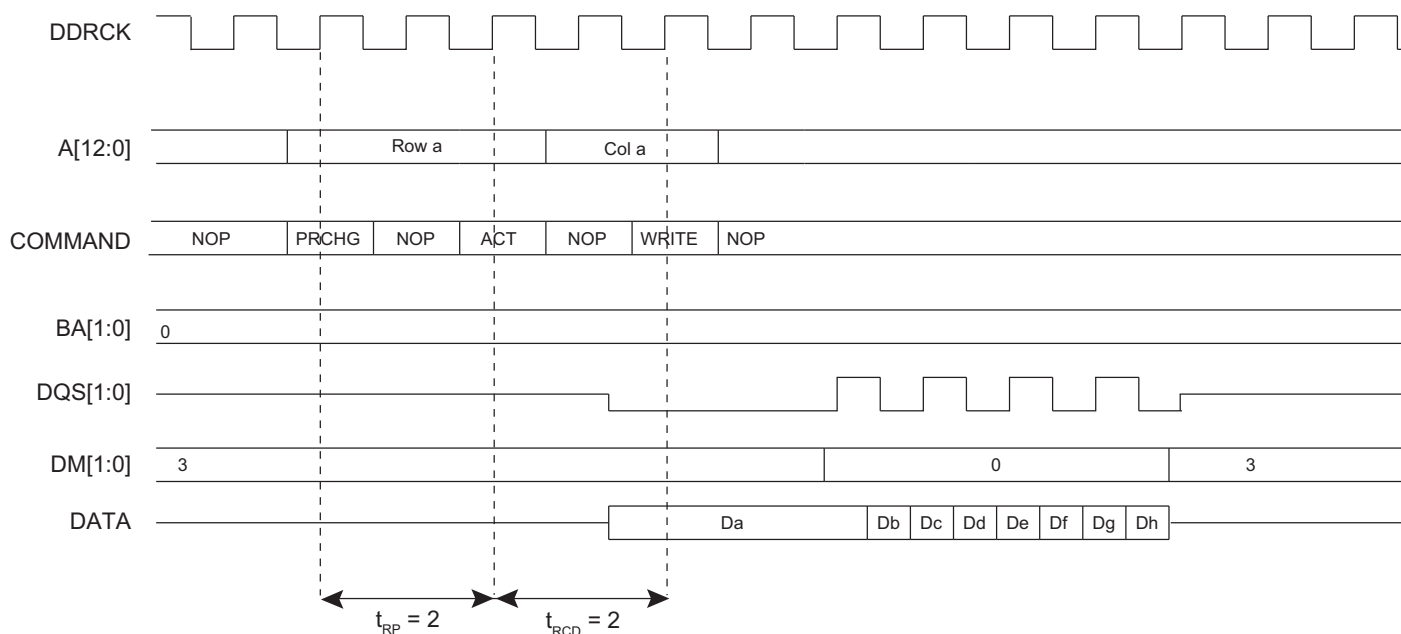 DDRCK
A[12:0] Row a Col a
COMMAND NOP PRCHG NOP ACT NOP WRITE NOP
BA[1:0] 0
DQS[1:0]
DM[1:0] 3 0 3
DATA Da Db Dc Dd De Df Dg Dh
tRP = 2 tRCD = 2